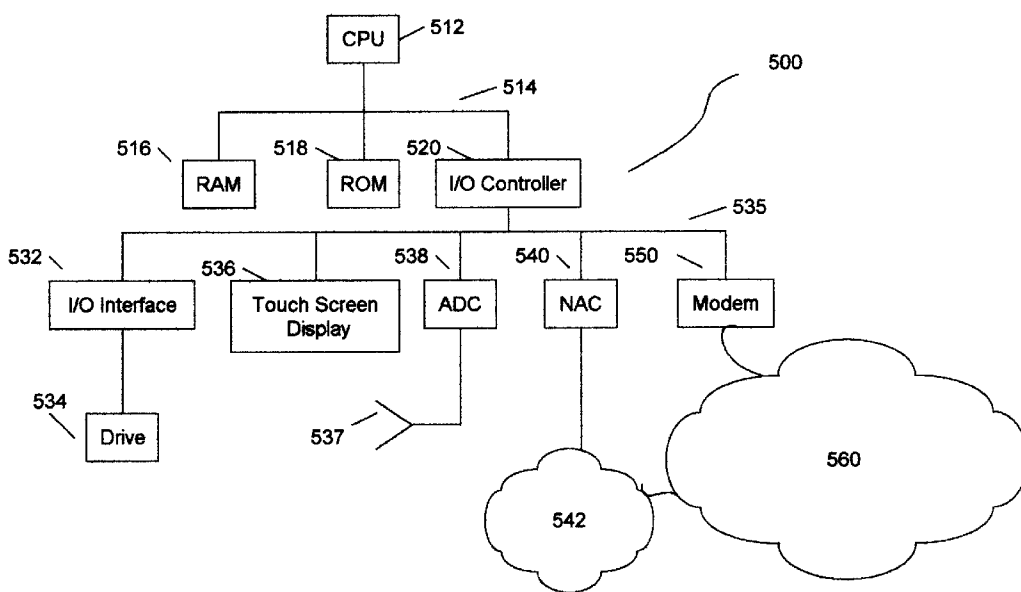 CPU 512
500
514
516 518 520
RAM ROM I/O Controller
535
532 536 538 540 550
I/O Interface Touch Screen Display ADC NAC Modem
534
Drive
537
560
542